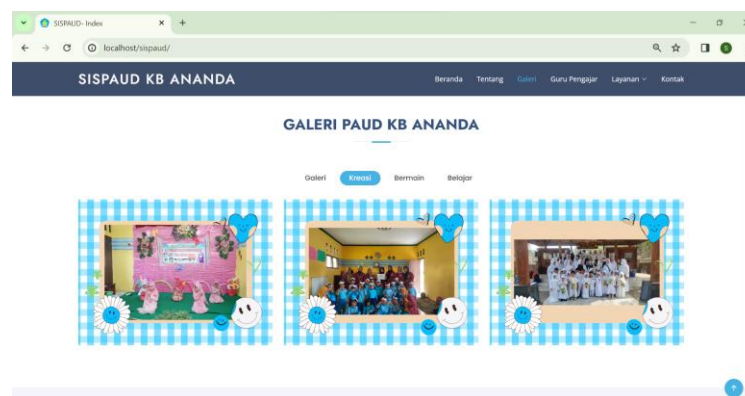 SISPAUD- Index
localhost/sispaud/
S
SISPAUD KB ANANDA
Beranda Tentang Galeri Guru Pengajar Layanan Kontak
GALERI PAUD KB ANANDA
Galeri Kreasi Bermain Belajar